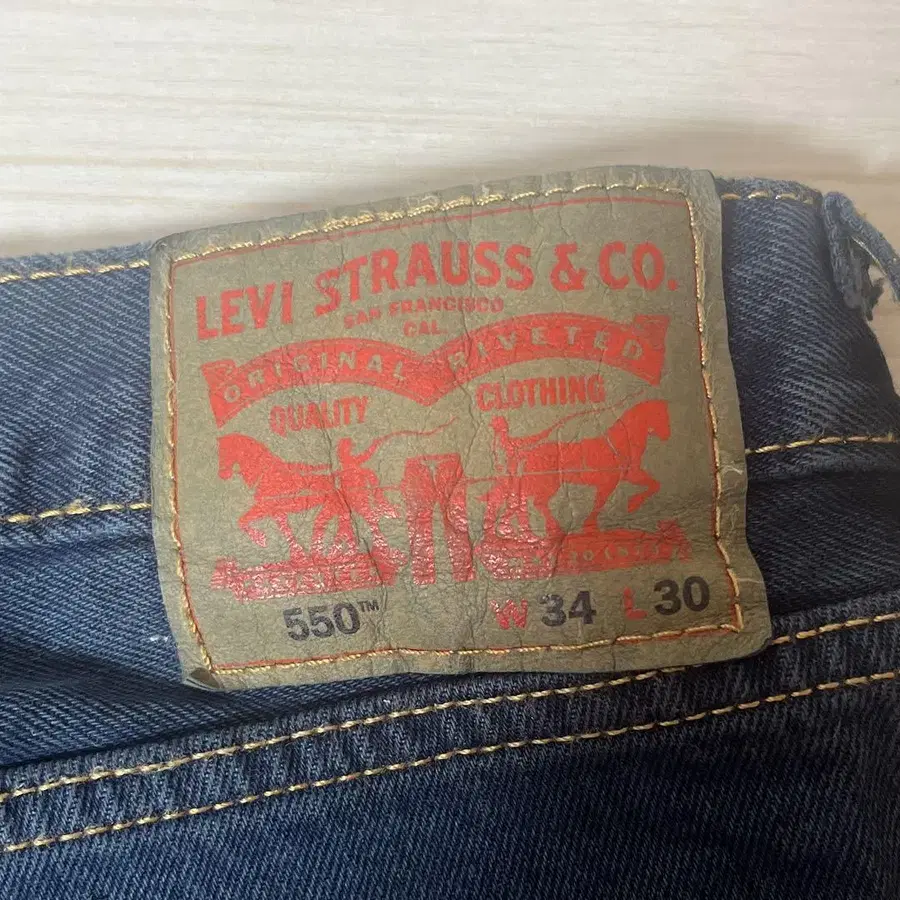 LEVI STRAUSS & CO.
SAN FRANCISCO
CAL.
ORIGINAL RIVETED
QUALITY CLOTHING
550™ W 34 L 30